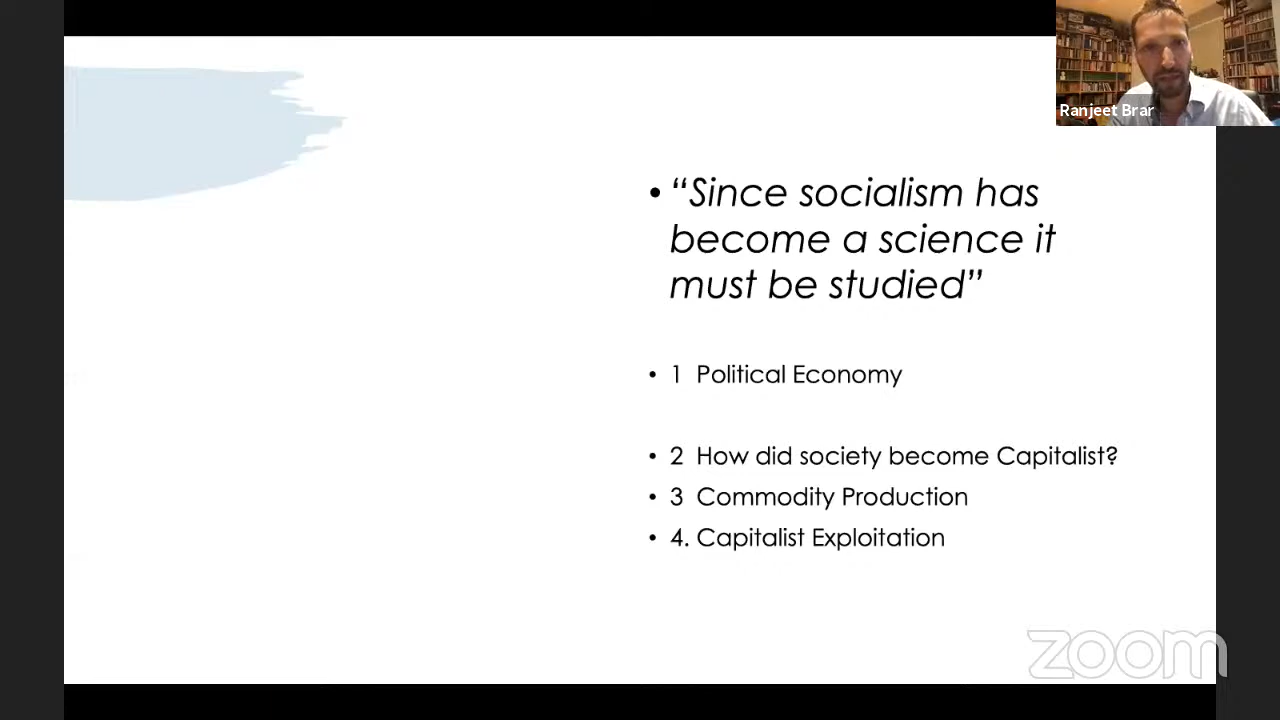 Ranjeet Brar
• “Since socialism has
become a science it
must be studied”
• 1 Political Economy
• 2 How did society become Capitalist?
• 3 Commodity Production
• 4. Capitalist Exploitation
zoom